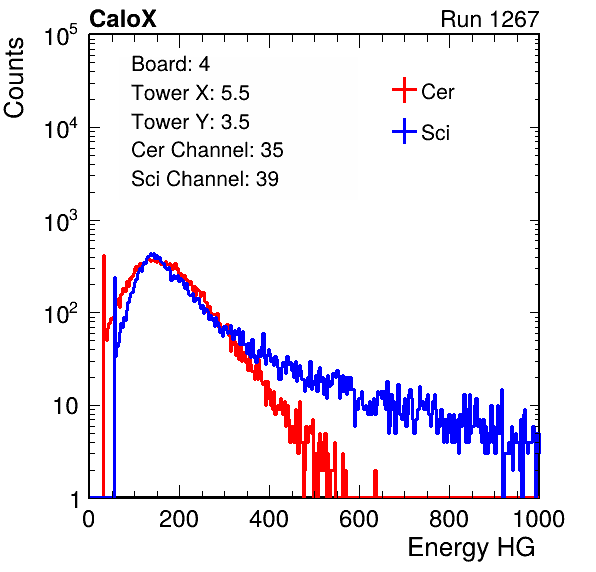 CaloX Run 1267
Counts
10^5
10^4
10^3
10^2
10
1
Board: 4
Tower X: 5.5
Tower Y: 3.5
Cer Channel: 35
Sci Channel: 39
Cer
Sci
0 200 400 600 800 1000
Energy HG